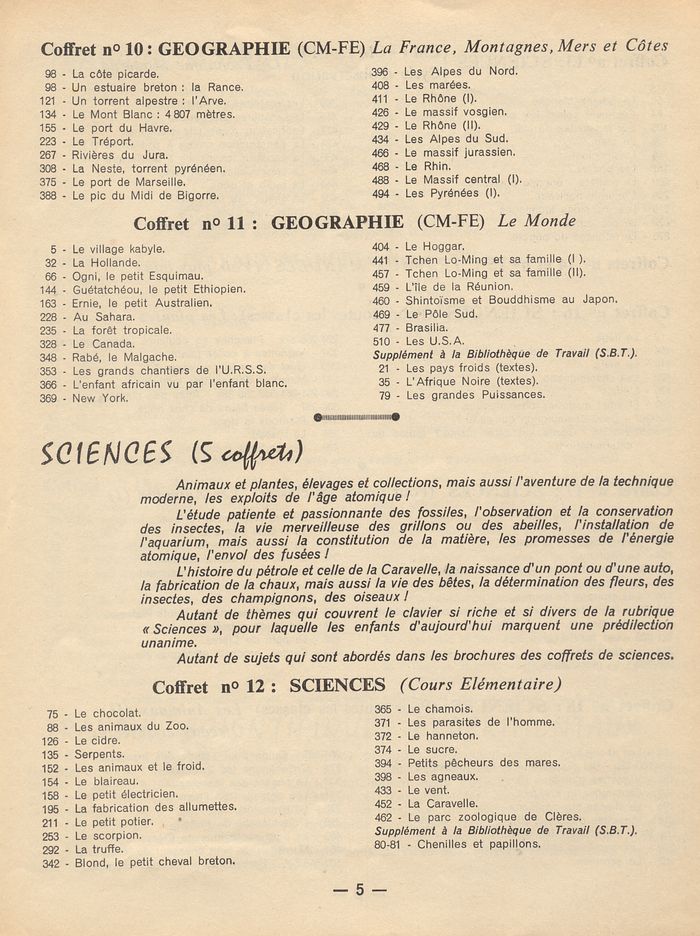 Coffret nº 10 : GEOGRAPHIE (CM-FE) La France, Montagnes, Mers et Côtes
98 - La côte picarde.
98 - Un estuaire breton : la Rance.
121 - Un torrent alpestre : l'Arve.
134 - Le Mont Blanc : 4 807 mètres.
155 - Le port du Havre.
223 - Le Tréport.
267 - Rivières du Jura.
308 - La Neste, torrent pyrénéen.
375 - Le port de Marseille.
388 - Le pic du Midi de Bigorre.
396 - Les Alpes du Nord.
408 - Les marées.
411 - Le Rhône (I).
426 - Le massif vosgien.
429 - Le Rhône (II).
434 - Les Alpes du Sud.
466 - Le massif jurassien.
468 - Le Rhin.
488 - Le Massif central (I).
494 - Les Pyrénées (I).
Coffret nº 11 : GEOGRAPHIE (CM-FE) Le Monde
5 - Le village kabyle.
32 - La Hollande.
66 - Ogni, le petit Esquimau.
144 - Guétatchéou, le petit Ethiopien.
163 - Ernie, le petit Australien.
228 - Au Sahara.
235 - La forêt tropicale.
328 - Le Canada.
348 - Rabé, le Malgache.
353 - Les grands chantiers de l'U.R.S.S.
366 - L'enfant africain vu par l'enfant blanc.
369 - New York.
404 - Le Hoggar.
441 - Tchen Lo-Ming et sa famille (I ).
457 - Tchen Lo-Ming et sa famille (II).
459 - L'île de la Réunion.
460 - Shintoïsme et Bouddhisme au Japon.
469 - Le Pôle Sud.
477 - Brasilia.
510 - Les U.S.A.
Supplément à la Bibliothèque de Travail (S.B.T.).
21 - Les pays froids (textes).
35 - L'Afrique Noire (textes).
79 - Les grandes Puissances.
SCIENCES (5 coffrets)
Animaux et plantes, élevages et collections, mais aussi l'aventure de la technique
moderne, les exploits de l'âge atomique !
L'étude patiente et passionnante des fossiles, l'observation et la conservation
des insectes, la vie merveilleuse des grillons ou des abeilles, l'installation de
l'aquarium, mais aussi la constitution de la matière, les promesses de l'énergie
atomique, l'envol des fusées !
L'histoire du pétrole et celle de la Caravelle, la naissance d'un pont ou d'une auto,
la fabrication de la chaux, mais aussi la vie des bêtes, la détermination des fleurs, des
insectes, des champignons, des oiseaux !
Autant de thèmes qui couvrent le clavier si riche et si divers de la rubrique
« Sciences », pour laquelle les enfants d'aujourd'hui marquent une prédilection
unanime.
Autant de sujets qui sont abordés dans les brochures des coffrets de sciences.
Coffret nº 12 : SCIENCES (Cours Elémentaire)
75 - Le chocolat.
88 - Les animaux du Zoo.
126 - Le cidre.
135 - Serpents.
152 - Les animaux et le froid.
154 - Le blaireau.
158 - Le petit électricien.
195 - La fabrication des allumettes.
211 - Le petit potier.
253 - Le scorpion.
292 - La truffe.
342 - Blond, le petit cheval breton.
365 - Le chamois.
371 - Les parasites de l'homme.
372 - Le hanneton.
374 - Le sucre.
394 - Petits pêcheurs des mares.
398 - Les agneaux.
433 - Le vent.
452 - La Caravelle.
462 - Le parc zoologique de Clères.
Supplément à la Bibliothèque de Travail (S.B.T.).
80-81 - Chenilles et papillons.
— 5 —